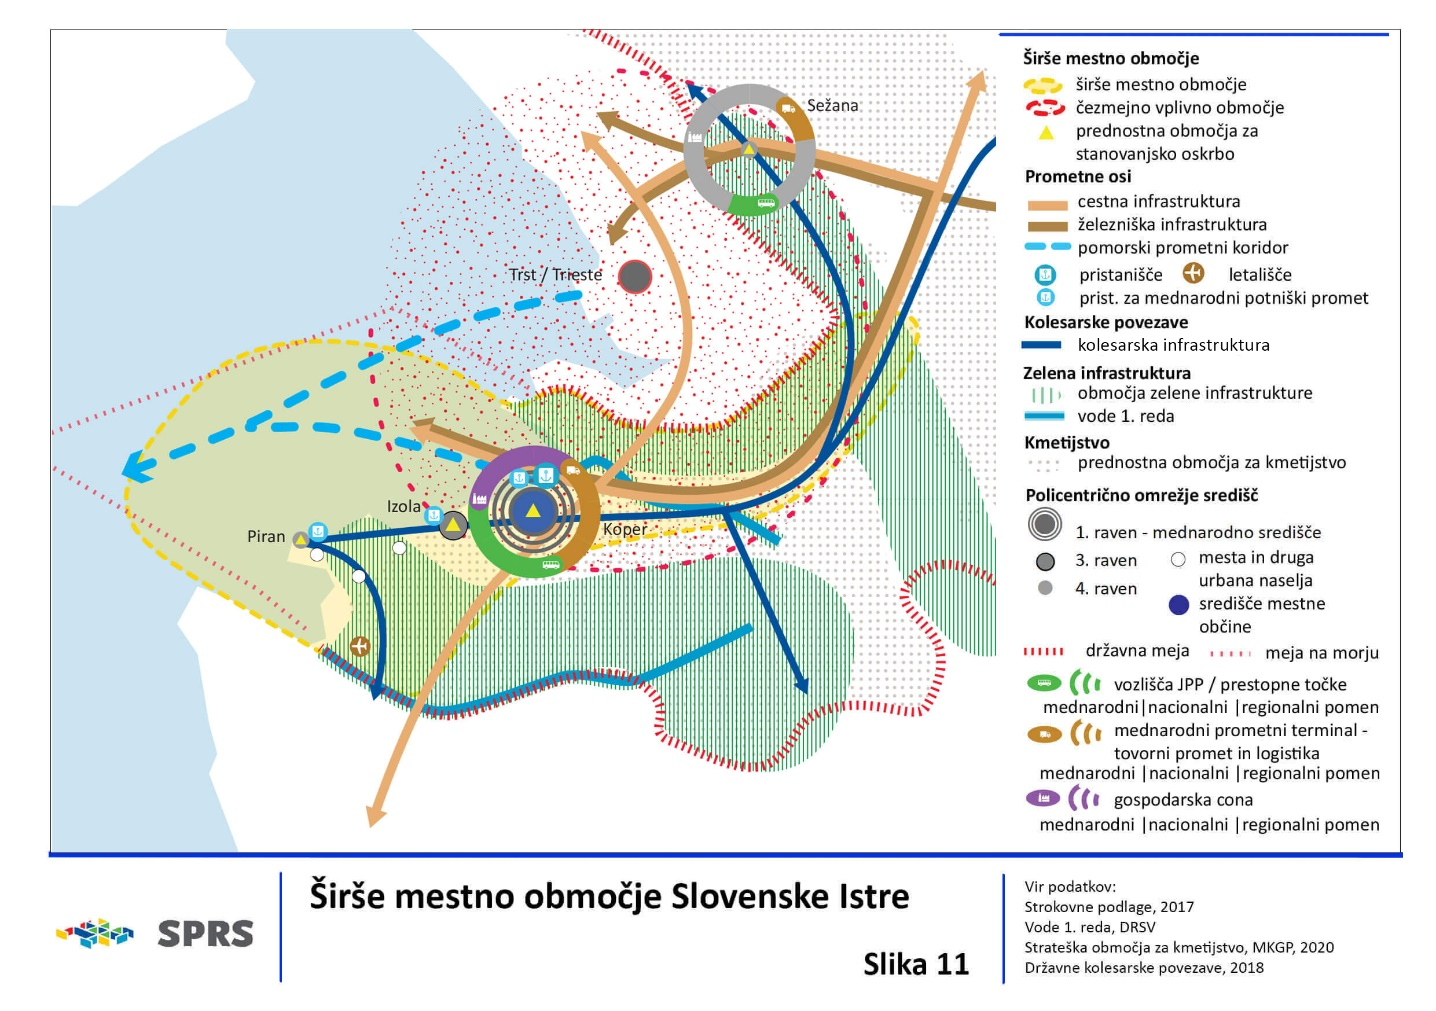 Sežana
Trst / Trieste
Izola
Piran
Koper
Širše mestno območje
širše mestno območje
čezmejno vplivno območje
prednostna območja za
stanovanjsko oskrbo
Prometne osi
cestna infrastruktura
železniška infrastruktura
pomorski prometni koridor
pristanišče letališče
prist. za mednarodni potniški promet
Kolesarske povezave
kolesarska infrastruktura
Zelena infrastruktura
območja zelene infrastrukture
vode 1. reda
Kmetijstvo
prednostna območja za kmetijstvo
Policentrično omrežje središč
1. raven - mednarodno središče
3. raven
4. raven
mesta in druga
urbana naselja
središče mestne
občine
državna meja meja na morju
vozlišča JPP / prestopne točke
mednarodni|nacionalni |regionalni pomen
mednarodni prometni terminal -
tovorni promet in logistika
mednarodni |nacionalni |regionalni pomen
gospodarska cona
mednarodni |nacionalni |regionalni pomen
SPRS
Širše mestno območje Slovenske Istre
Slika 11
Vir podatkov:
Strokovne podlage, 2017
Vode 1. reda, DRSV
Strateška območja za kmetijstvo, MKGP, 2020
Državne kolesarske povezave, 2018